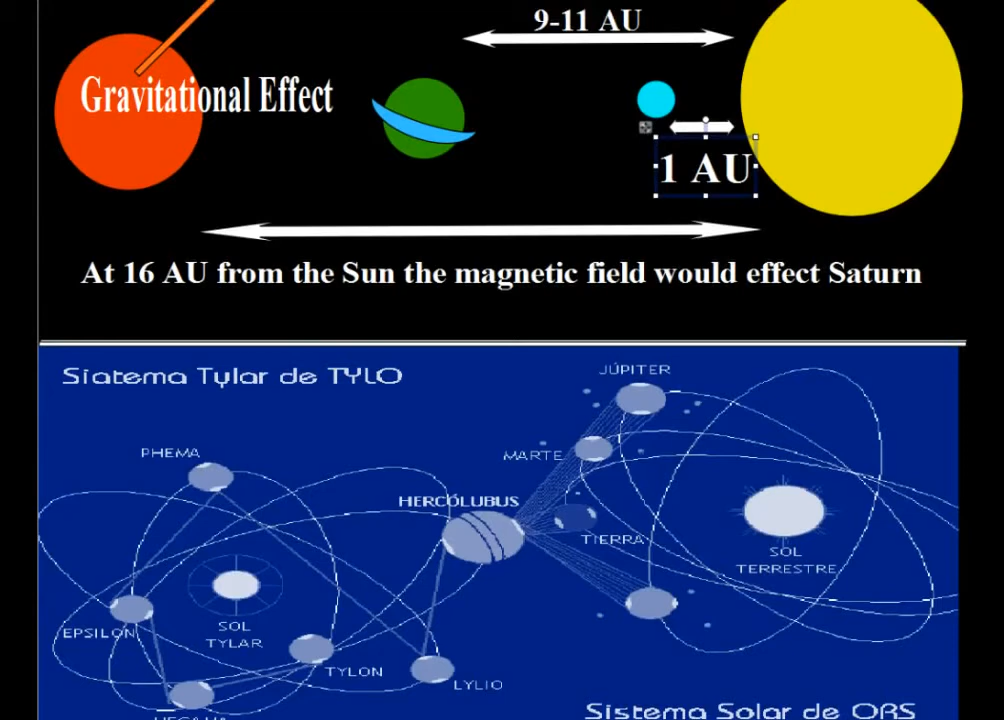 9-11 AU
Gravitational Effect
1 AU
At 16 AU from the Sun the magnetic field would effect Saturn
Siatema Tylar de TYLO
JÚPITER
PHEMA
MARTE
HERCÓLUBUS
TIERRA
SOL
TERRESTRE
EPSILON
SOL
TYLAR
TYLON
LYLIO
Sistema Solar de ORS